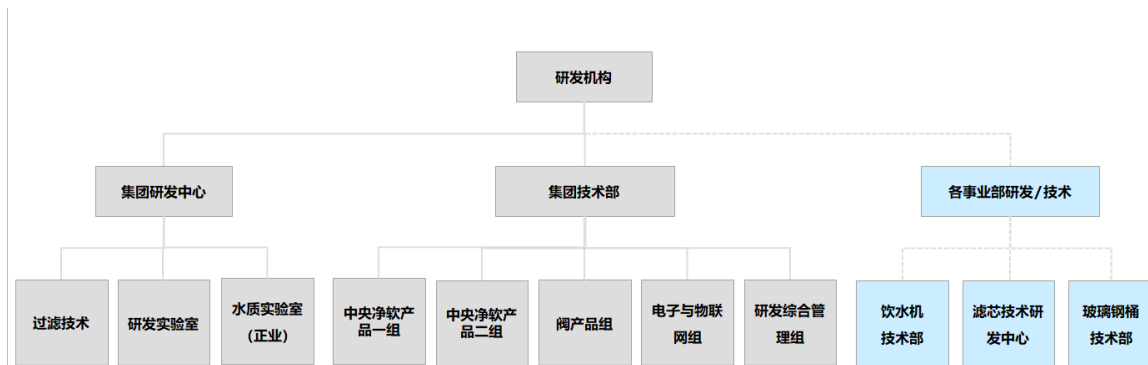 研发机构
集团研发中心
集团技术部
各事业部研发/技术
过滤技术
研发实验室
水质实验室
（正业）
中央净软产
品一组
中央净软产
品二组
阀产品组
电子与物联
网组
研发综合管
理组
饮水机
技术部
滤芯技术研
发中心
玻璃钢桶
技术部